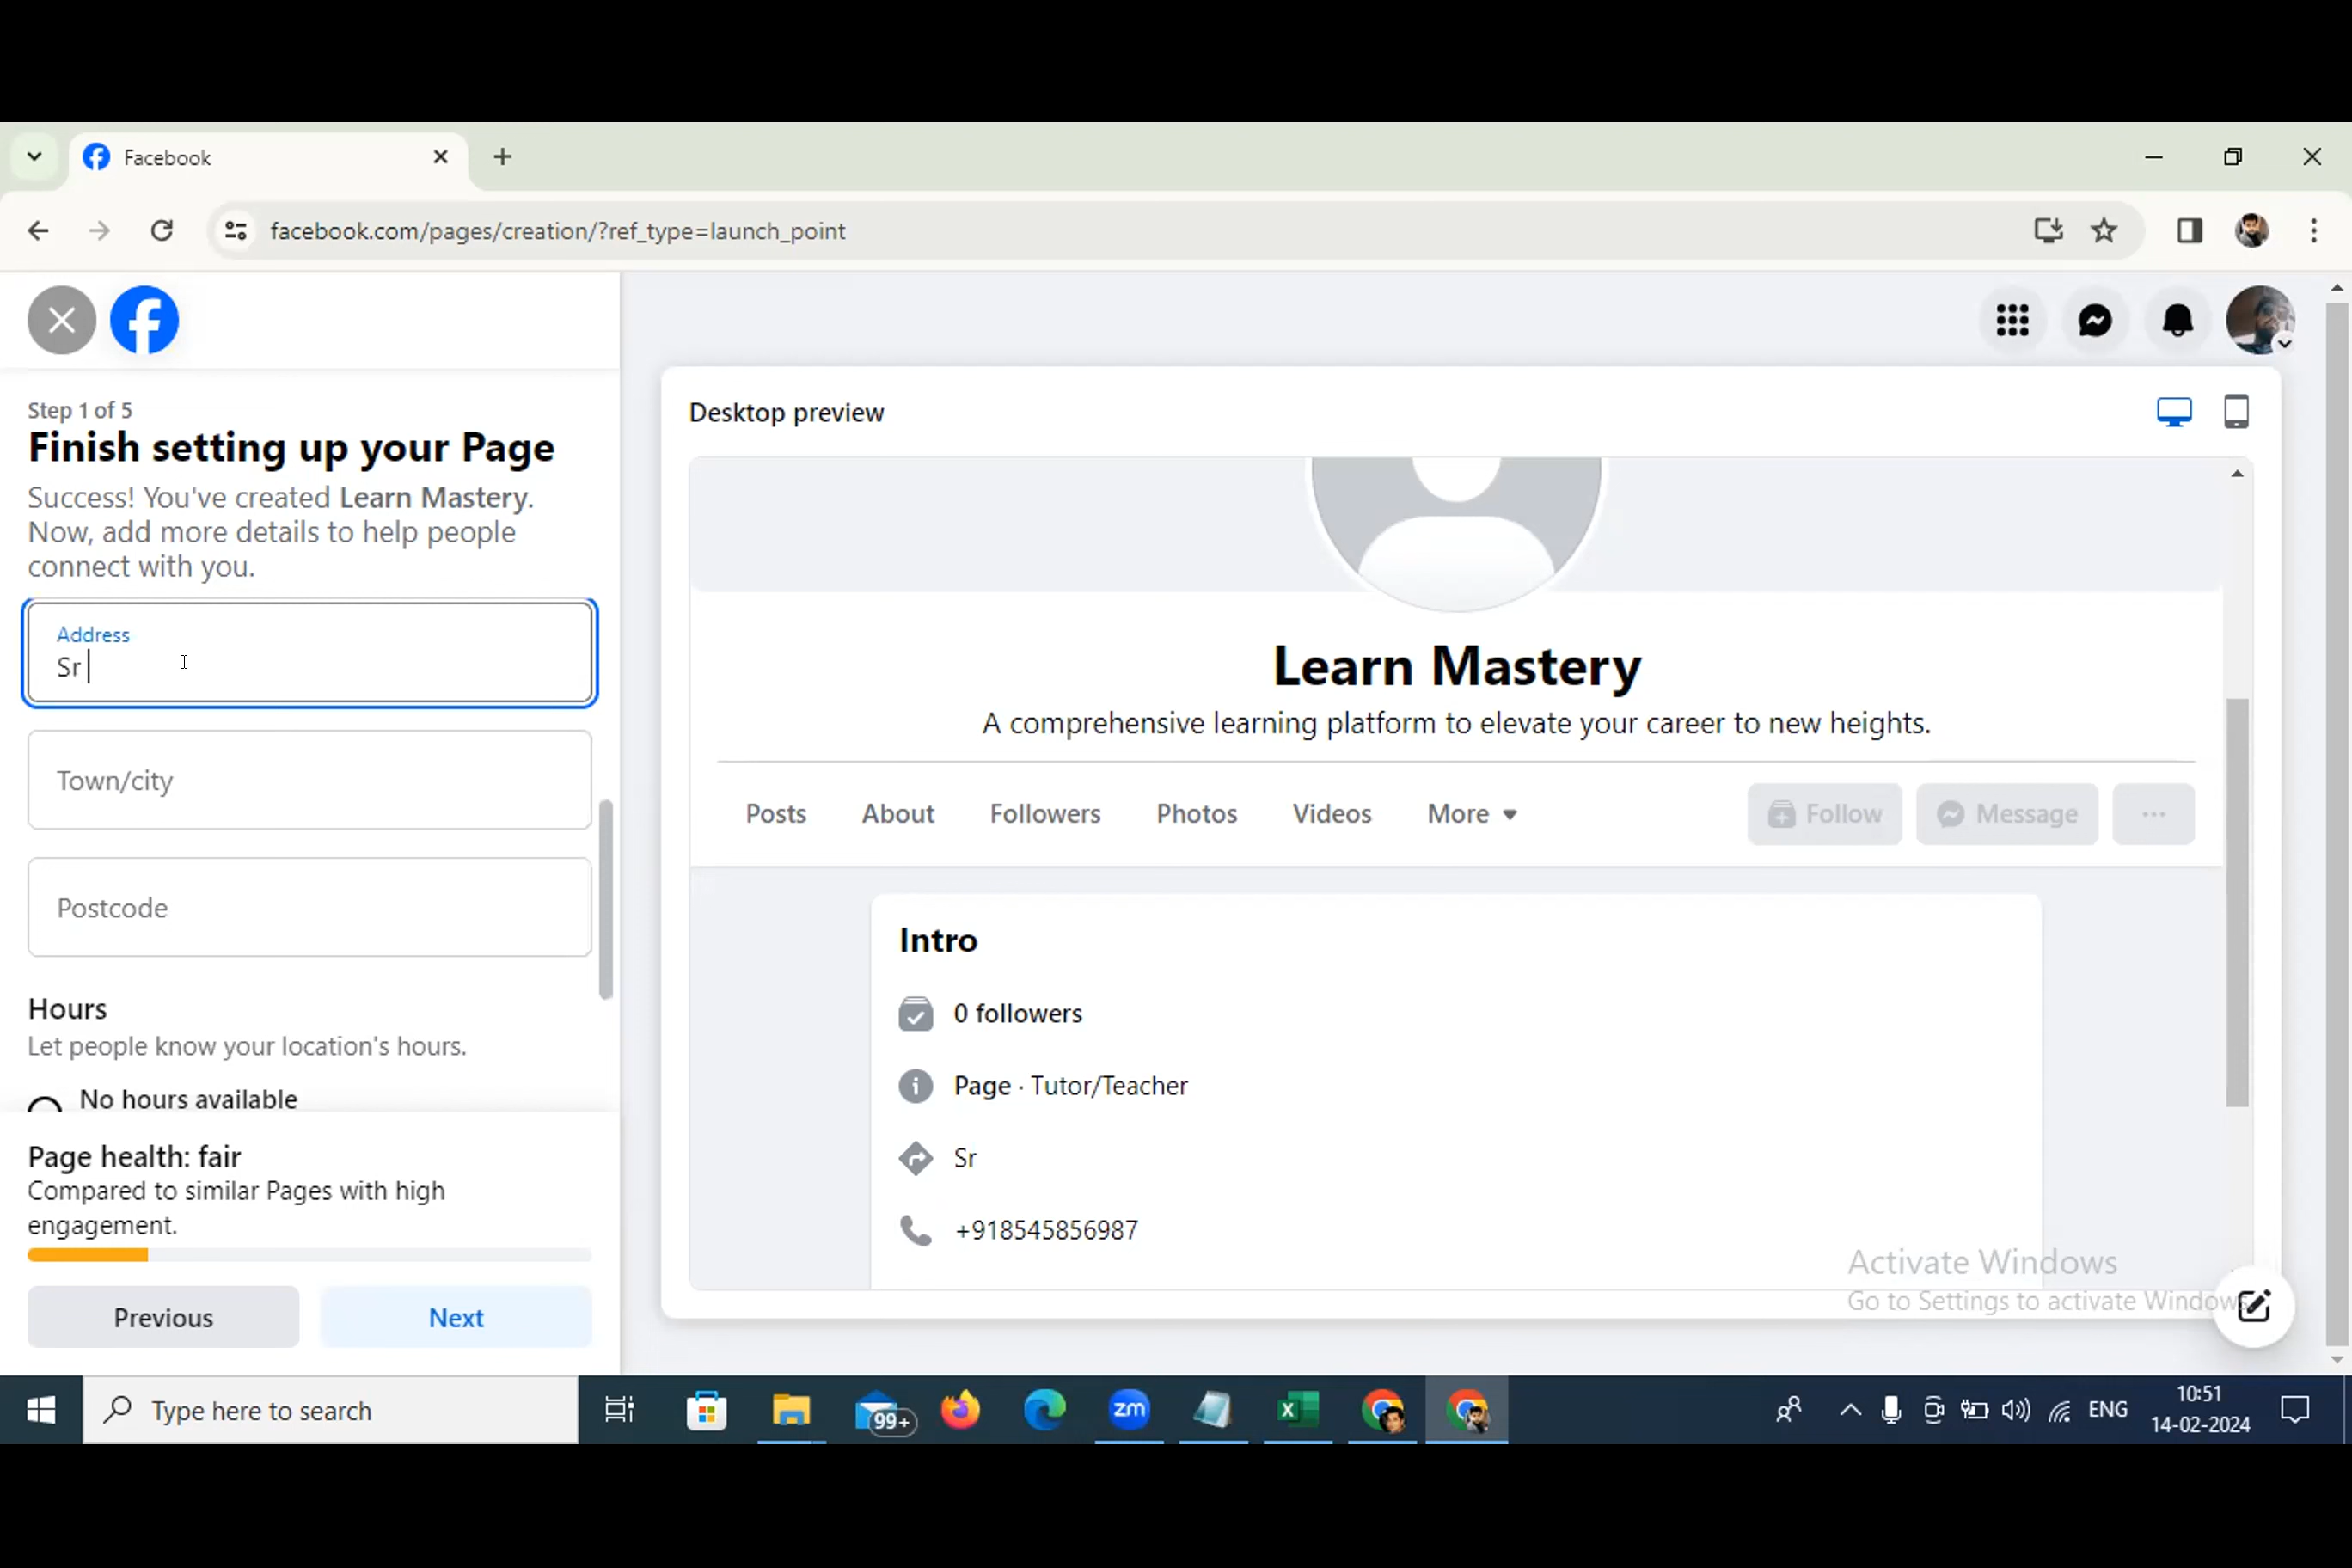 Facebook
facebook.com/pages/creation/?ref_type=launch_point
Step 1 of 5
Finish setting up your Page
Success! You've created Learn Mastery.
Now, add more details to help people
connect with you.
Address
Sr
Town/city
Postcode
Hours
Let people know your location's hours.
No hours available
Page health: fair
Compared to similar Pages with high
engagement.
Previous
Next
Desktop preview
Learn Mastery
A comprehensive learning platform to elevate your career to new heights.
Posts
About
Followers
Photos
Videos
More
Follow
Message
Intro
0 followers
Page · Tutor/Teacher
Sr
+918545856987
Activate Windows
Go to Settings to activate Windows
Type here to search
99+
zm
ENG
10:51
14-02-2024